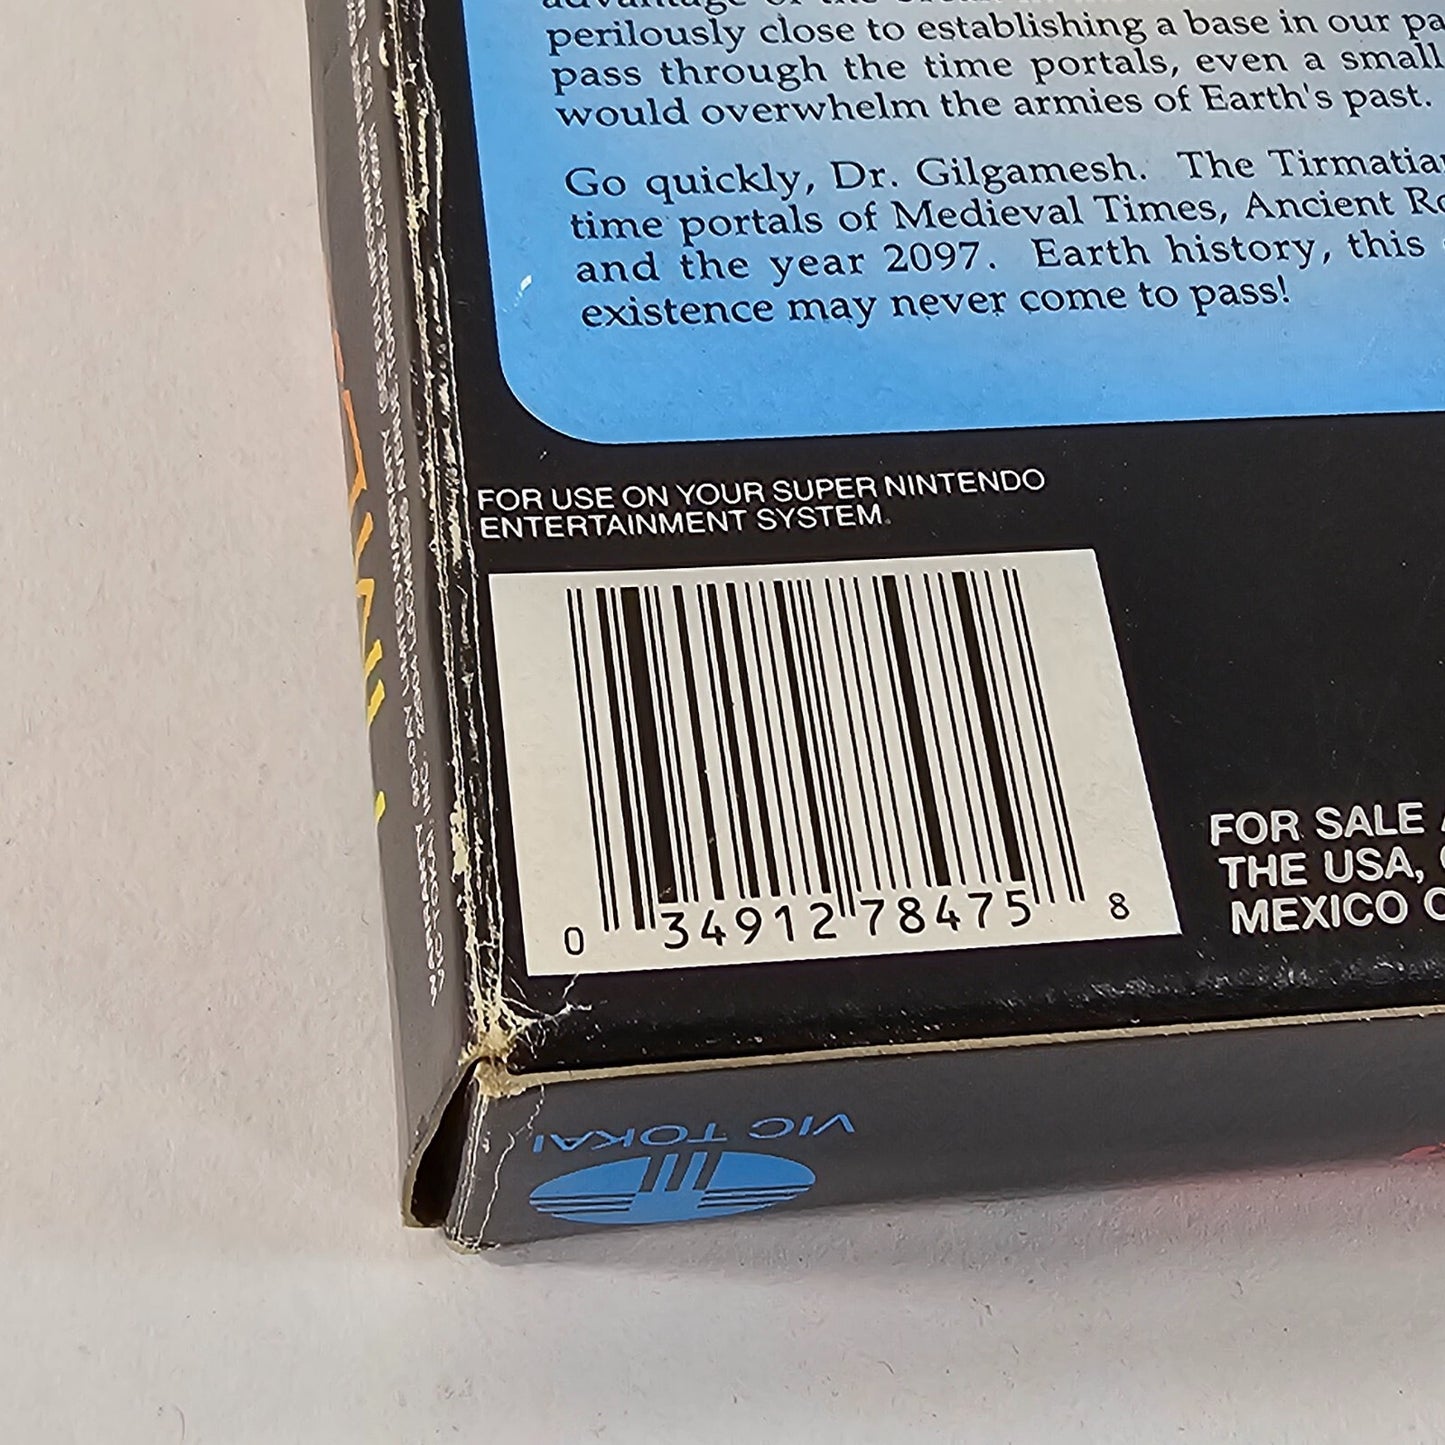 perilously close to establishing a base in our
pass through the time portals, even a small
would overwhelm the armies of Earth's past.
Go quickly, Dr. Gilgamesh. The
time portals of Medieval Times, Ancient
and the year 2097. Earth history, this
existence may never come to pass!
FOR USE ON YOUR SUPER NINTENDO
ENTERTAINMENT SYSTEM.
0 34912 78475 8
FOR SALE
THE USA,
MEXICO
VIC TOKAI